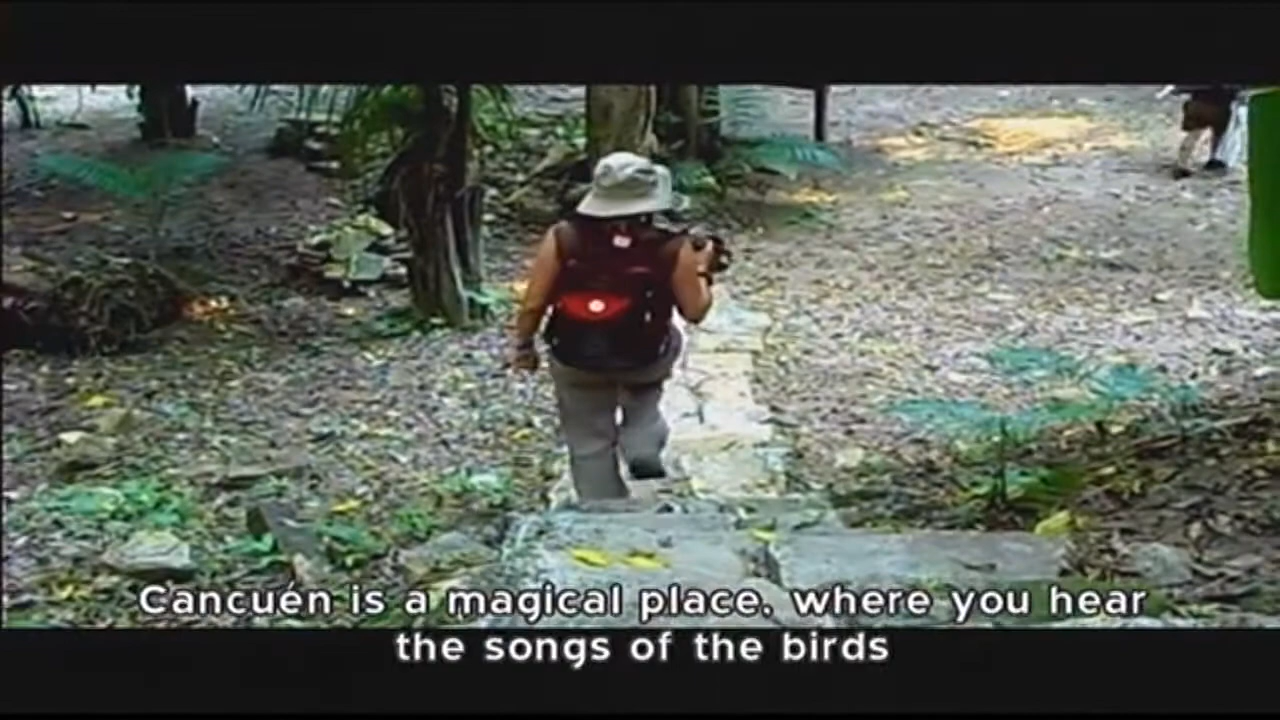 Cancuén is a magical place. where you hear
the songs of the birds